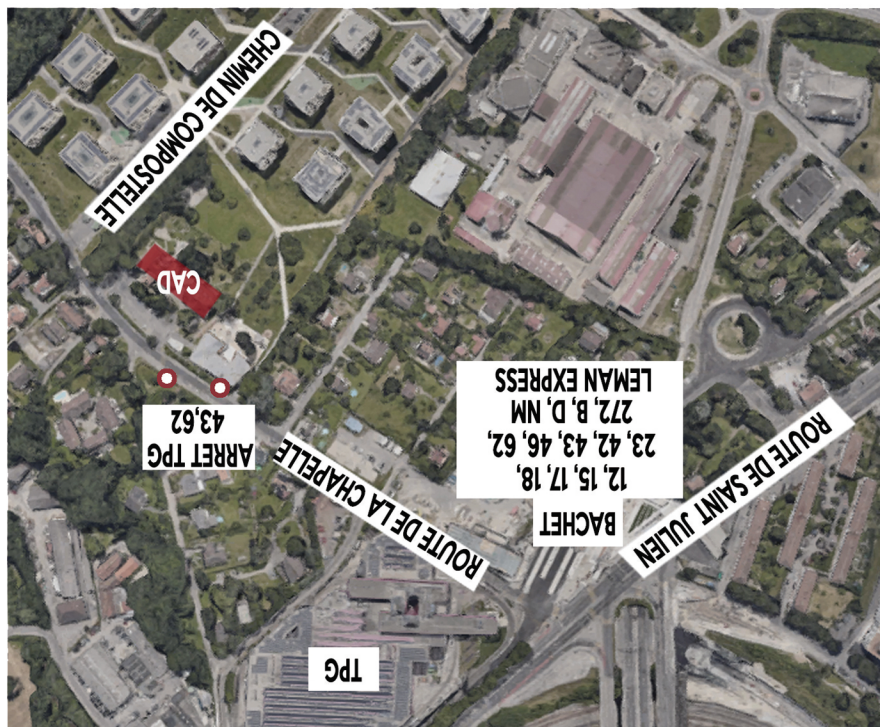 TPG
BACHET
12, 15, 17, 18,
23, 42, 43, 46, 62,
272, B, D, NM
LEMAN EXPRESS
ROUTE DE SAINT JULIEN
ROUTE DE LA CHAPELLE
ARRET TPG
43,62
CAD
CHEMIN DE COMPOSTELLE